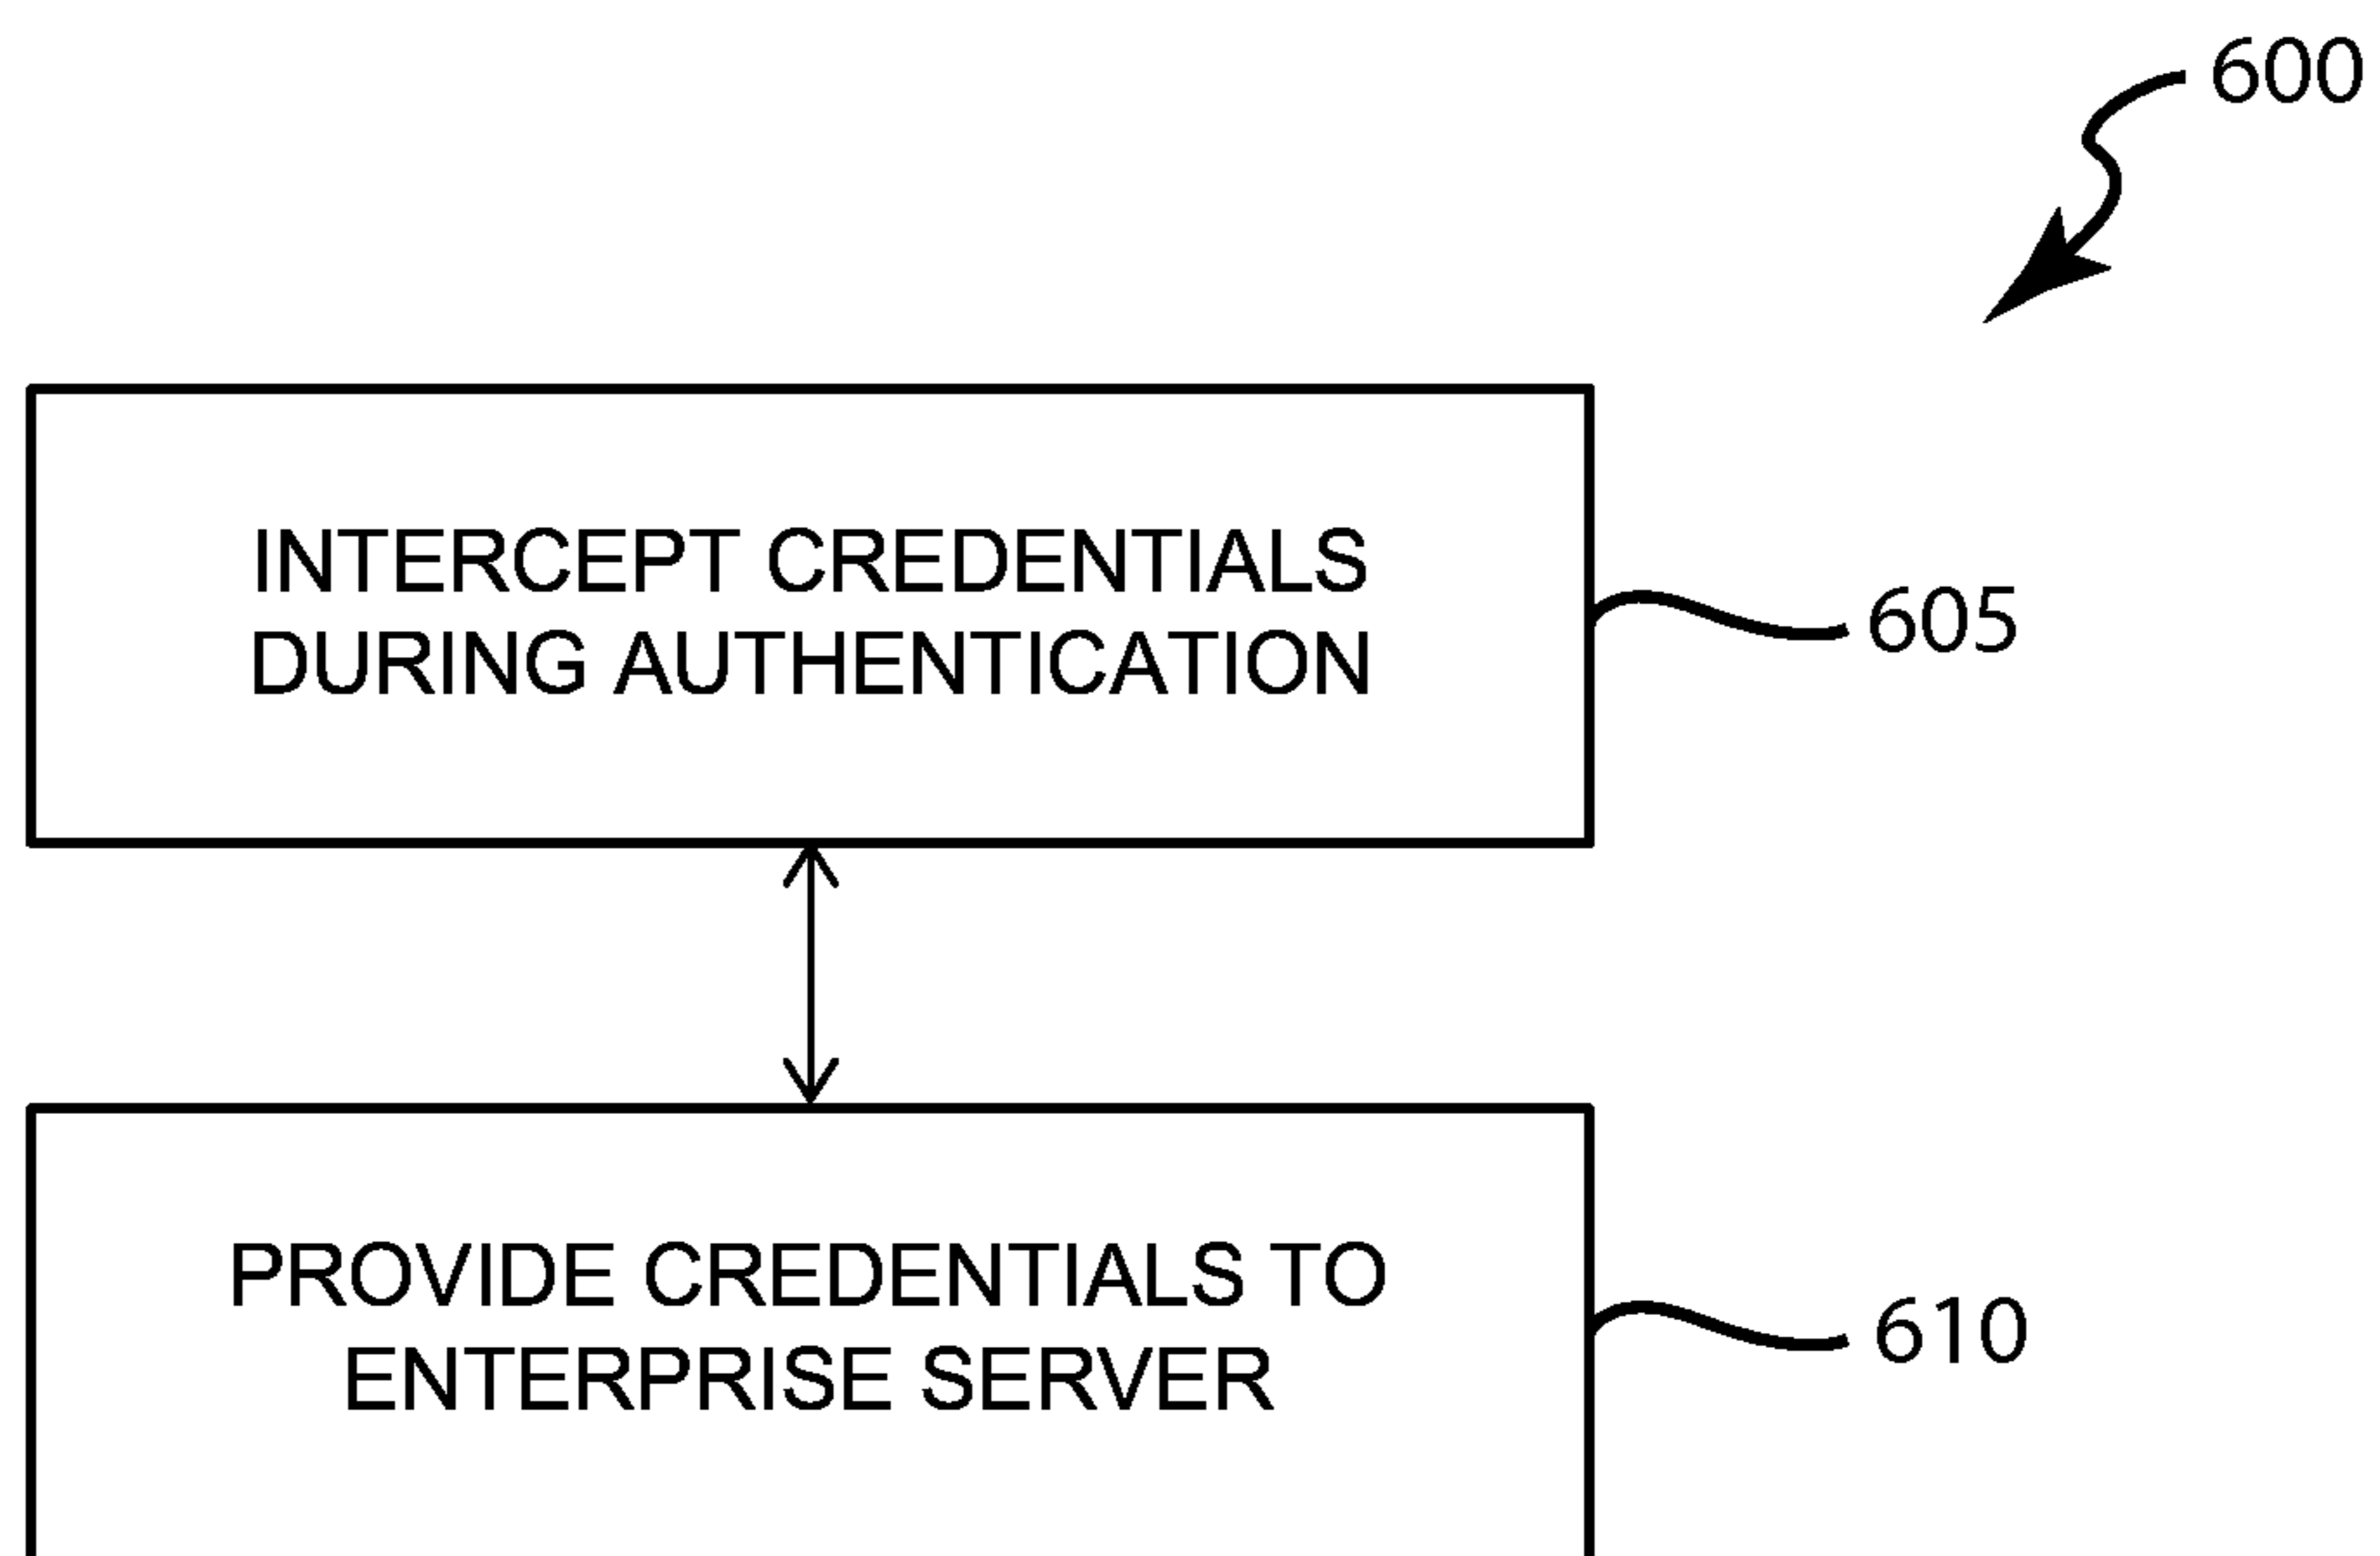 600
INTERCEPT CREDENTIALS
DURING AUTHENTICATION
605
PROVIDE CREDENTIALS TO
ENTERPRISE SERVER
610